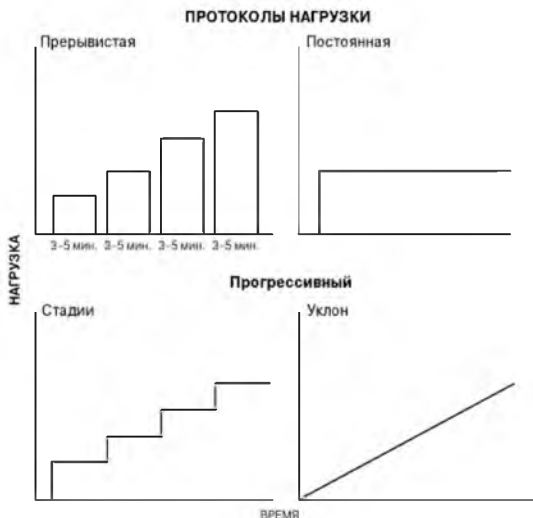 ПРОТОКОЛЫ НАГРУЗКИ
Прерывистая
Постоянная
3–5 мин. 3–5 мин. 3–5 мин. 3–5 мин.
НАГРУЗКА
Прогрессивный
Стадии
Уклон
ВРЕМЯ